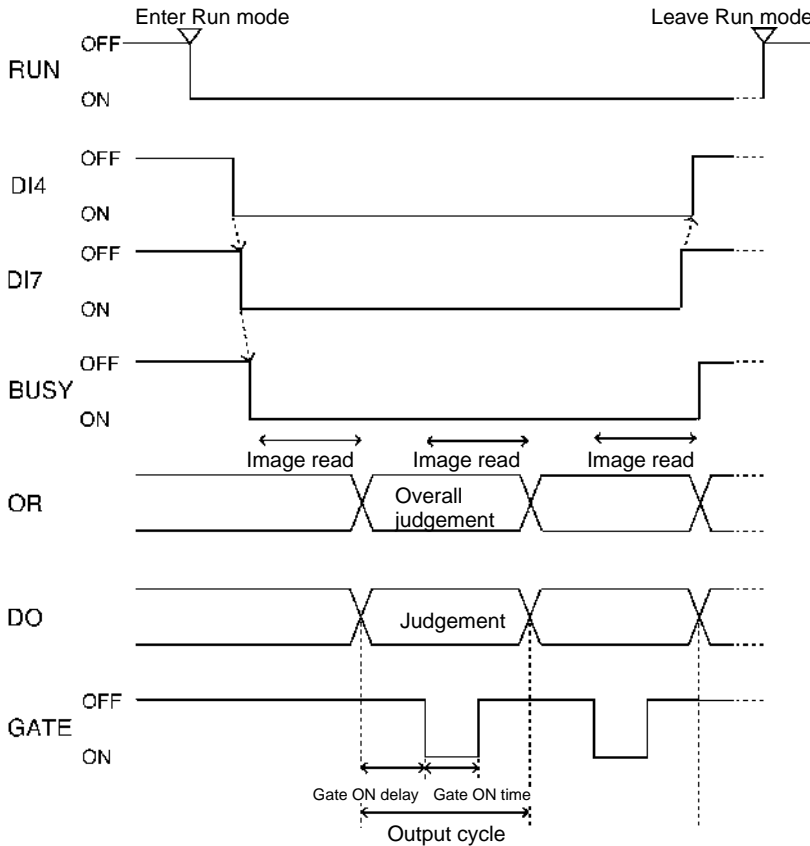 Enter Run mode
Leave Run mode
RUN
OFF
ON
DI4
OFF
ON
DI7
OFF
ON
BUSY
OFF
ON
Image read
Image read
Image read
OR
Overall
judgement
DO
Judgement
GATE
OFF
ON
Gate ON delay
Gate ON time
Output cycle